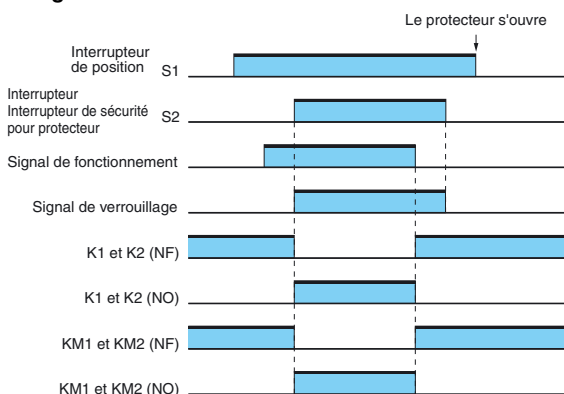 Le protecteur s'ouvre
Interrupteur
de position S1
Interrupteur
Interrupteur de sécurité
pour protecteur S2
Signal de fonctionnement
Signal de verrouillage
K1 et K2 (NF)
K1 et K2 (NO)
KM1 et KM2 (NF)
KM1 et KM2 (NO)